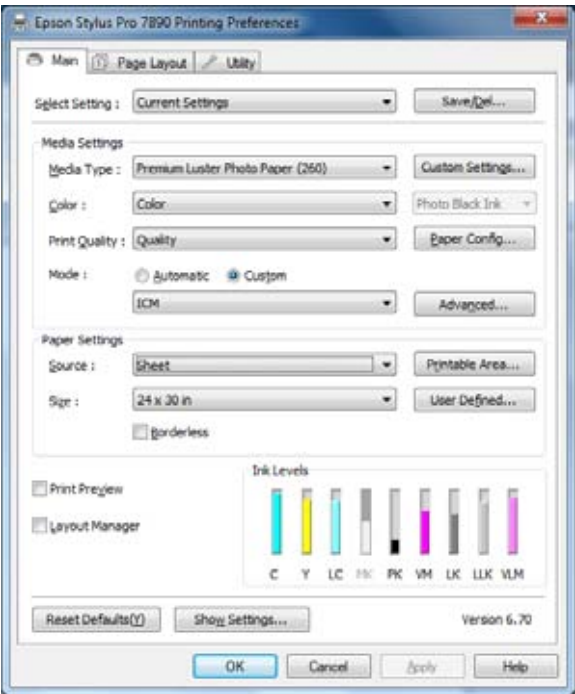 Epson Stylus Pro 7890 Printing Preferences
Main Page Layout Utility
Select Setting : Current Settings Save/Del...
Media Settings
Media Type : Premium Luster Photo Paper (260) Custom Settings...
Color : Color Photo Black Ink
Print Quality : Quality Paper Config...
Mode : Automatic Custom
ICM Advanced...
Paper Settings
Source : Sheet Printable Area...
Size : 24 x 30 in User Defined...
Borderless
Ink Levels
Print Preview
Layout Manager
C Y LC MK PK VM LK LLK VLM
Reset Defaults(Y) Show Settings... Version 6.70
OK Cancel Apply Help